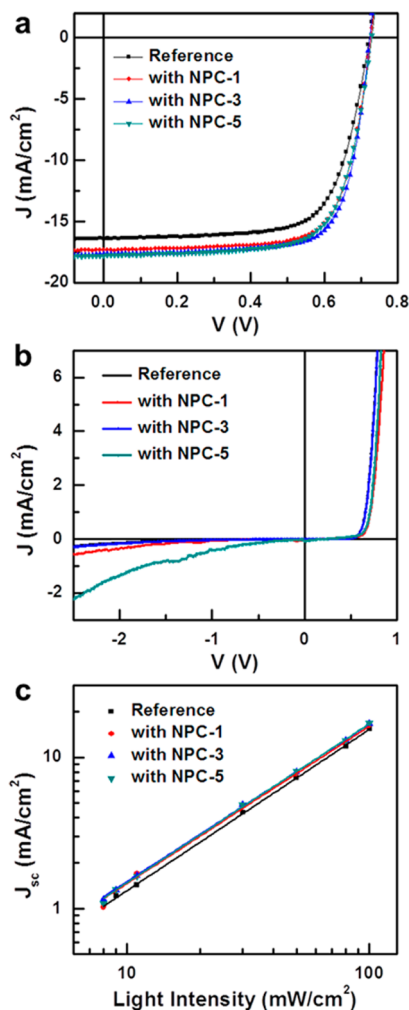 a
0
-5
-10
-15
-20
J (mA/cm²)
Reference
with NPC-1
with NPC-3
with NPC-5
0.0 0.2 0.4 0.6 0.8
V (V)
b
6
4
2
0
-2
J (mA/cm²)
Reference
with NPC-1
with NPC-3
with NPC-5
-2 -1 0 1
V (V)
c
10
1
Jsc (mA/cm²)
Reference
with NPC-1
with NPC-3
with NPC-5
10 100
Light Intensity (mW/cm²)